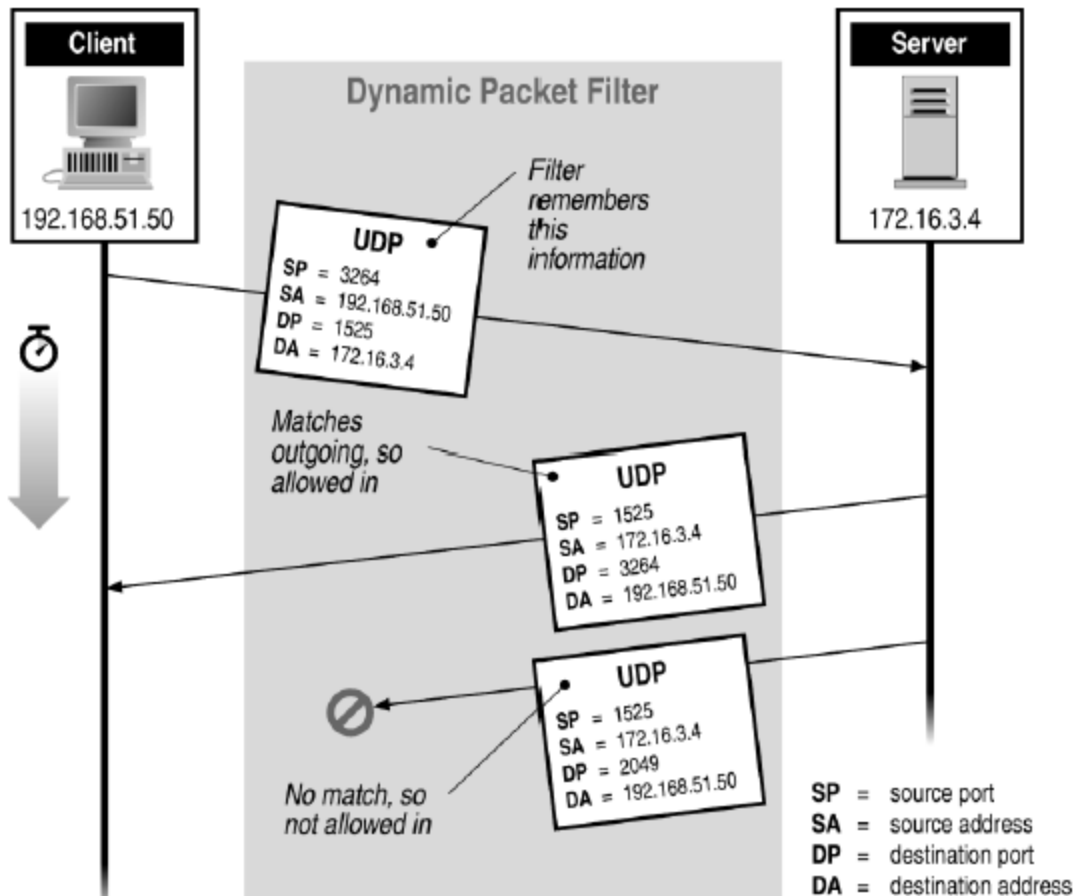 Client
192.168.51.50
Server
172.16.3.4
Dynamic Packet Filter
Filter
remembers
this
information
UDP
SP = 3264
SA = 192.168.51.50
DP = 1525
DA = 172.16.3.4
Matches
outgoing, so
allowed in
UDP
SP = 1525
SA = 172.16.3.4
DP = 3264
DA = 192.168.51.50
UDP
SP = 1525
SA = 172.16.3.4
DP = 2049
DA = 192.168.51.50
No match, so
not allowed in
SP = source port
SA = source address
DP = destination port
DA = destination address